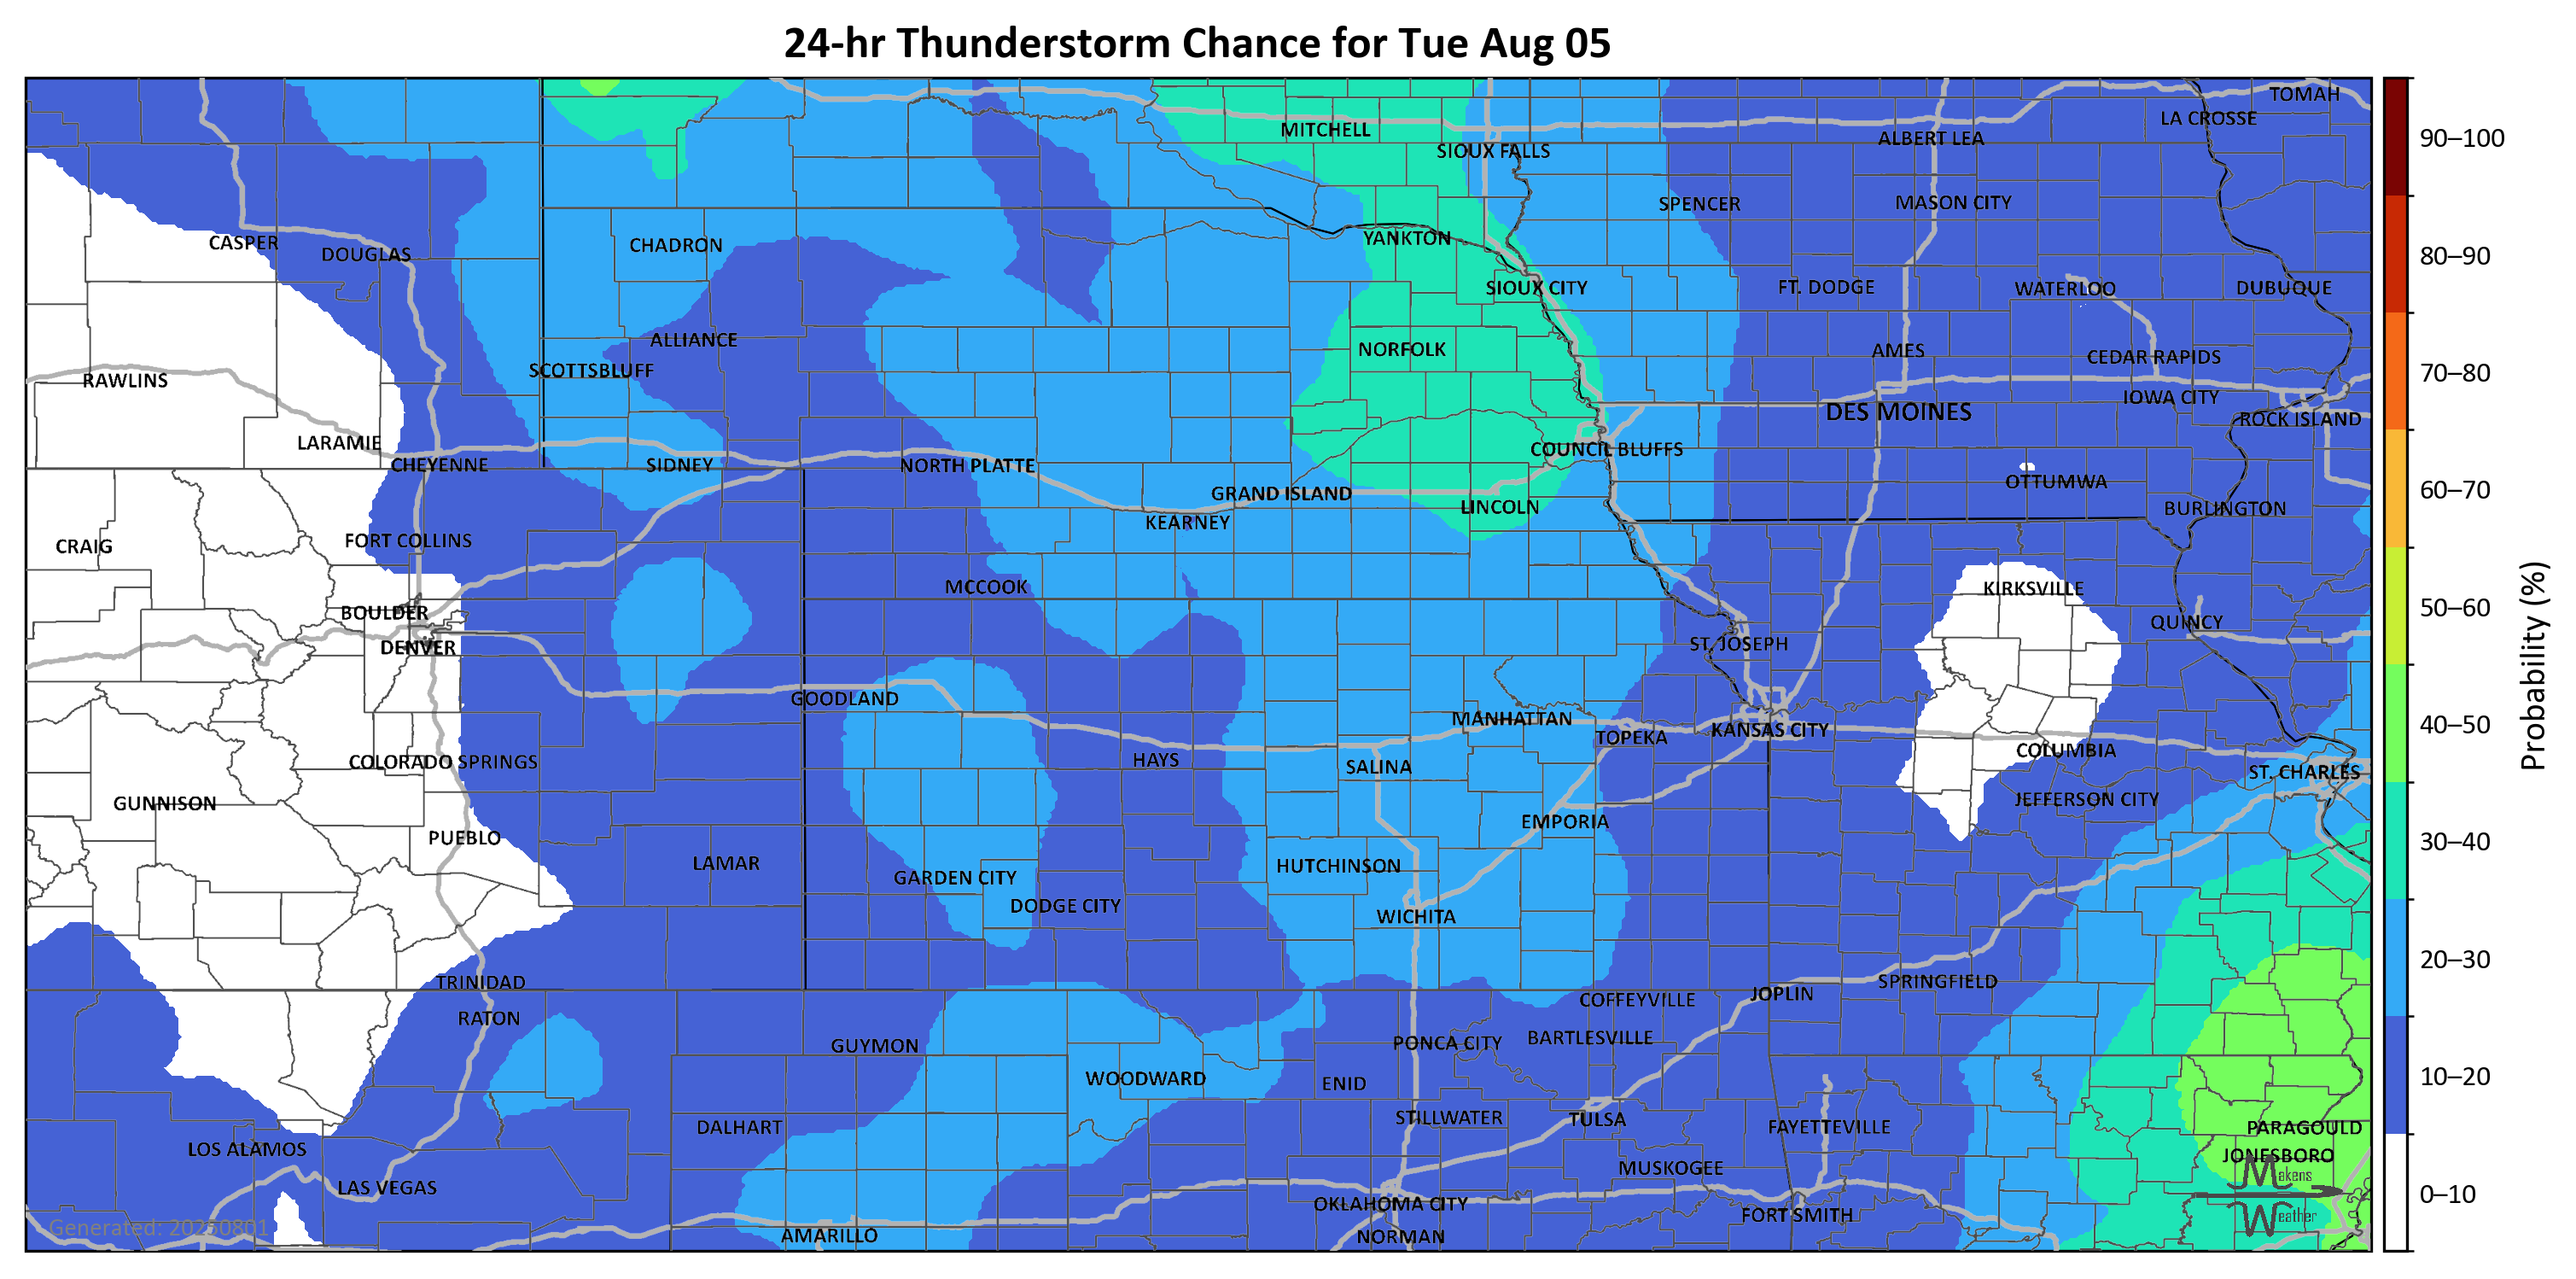 24-hr Thunderstorm Chance for Tue Aug 05
TOMAH
LA CROSSE
MITCHELL
ALBERT LEA
90–100
SIOUX FALLS
SPENCER
MASON CITY
CASPER
DOUGLAS
CHADRON
YANKTON
80–90
SIOUX CITY
FT. DODGE
WATERLOO
DUBUQUE
ALLIANCE
NORFOLK
AMES
CEDAR RAPIDS
RAWLINS
SCOTTSBLUFF
70–80
IOWA CITY
DES MOINES
ROCK ISLAND
LARAMIE
COUNCIL BLUFFS
CHEYENNE
SIDNEY
NORTH PLATTE
OTTUMWA
60–70
GRAND ISLAND
LINCOLN
BURLINGTON
KEARNEY
CRAIG
FORT COLLINS
MCCOOK
KIRKSVILLE
50–60
BOULDER
QUINCY
DENVER
ST. JOSEPH
GOODLAND
MANHATTAN
40–50
TOPEKA
KANSAS CITY
COLUMBIA
COLORADO SPRINGS
HAYS
SALINA
ST. CHARLES
GUNNISON
JEFFERSON CITY
PUEBLO
EMPORIA
30–40
LAMAR
HUTCHINSON
GARDEN CITY
DODGE CITY
WICHITA
20–30
TRINIDAD
SPRINGFIELD
JOPLIN
COFFEYVILLE
RATON
GUYMON
PONCA CITY
BARTLESVILLE
WOODWARD
ENID
10–20
DALHART
STILLWATER
TULSA
FAYETTEVILLE
PARAGOULD
LOS ALAMOS
JONESBORO
MUSKOGEE
Makens
LAS VEGAS
0–10
OKLAHOMA CITY
FORT SMITH
Weather
Generated: 20250801
AMARILLO
NORMAN
Probability (%)